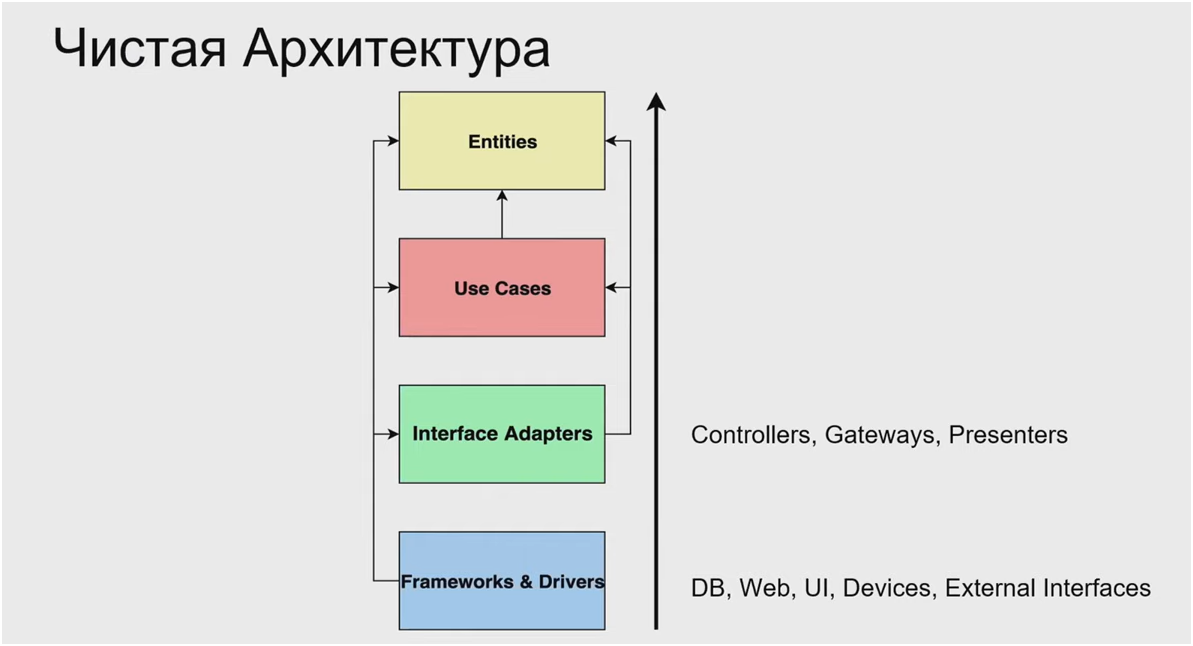 Чистая Архитектура
Entities
Use Cases
Interface Adapters
Controllers, Gateways, Presenters
Frameworks & Drivers
DB, Web, UI, Devices, External Interfaces